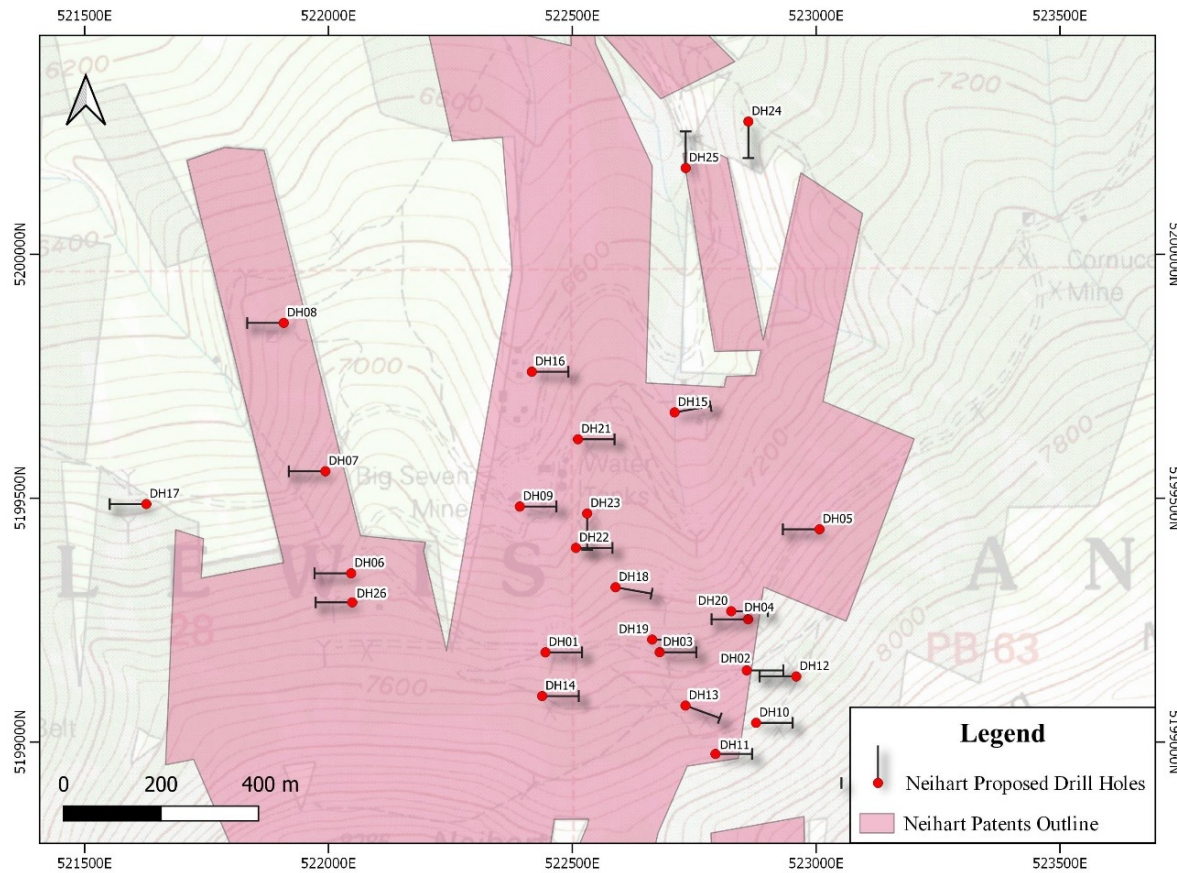 521500E 522000E 522500E 523000E 523500E
6200
7200
6600
DH24
DH25
5200000N
5200000N
6400
6600
Cornuc
Mine
DH08
7000
DH16
DH15
7800
DH21
Water
DH07
Big Seven
Mine
DH17
DH09
DH23
5199500N
5199500N
DH05
DH22
L E W I S A N
DH06
DH18
DH26
DH20
DH04
28
DH19
8000
PB 63
DH01
DH03
DH02
DH12
7600
DH14
DH13
DH10
Belt
5199000N
5199000N
DH11
Legend
Neihart Proposed Drill Holes
Neihart Patents Outline
0 200 400 m
Neihart
521500E 522000E 522500E 523000E 523500E